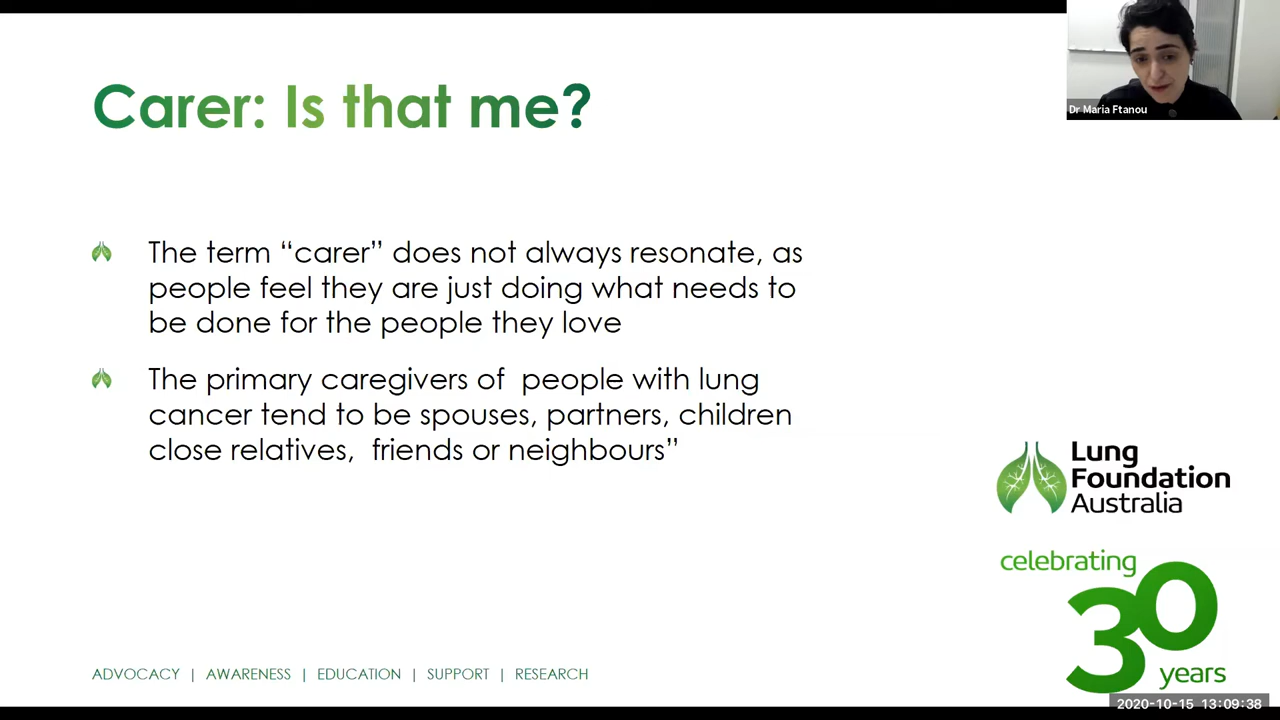 Carer: Is that me?
Dr Maria Ftanou
The term “carer” does not always resonate, as
people feel they are just doing what needs to
be done for the people they love
The primary caregivers of  people with lung
cancer tend to be spouses, partners, children
close relatives,  friends or neighbours”
Lung
Foundation
Australia
celebrating
30
years
ADVOCACY | AWARENESS | EDUCATION | SUPPORT | RESEARCH
2020-10-15 13:09:38